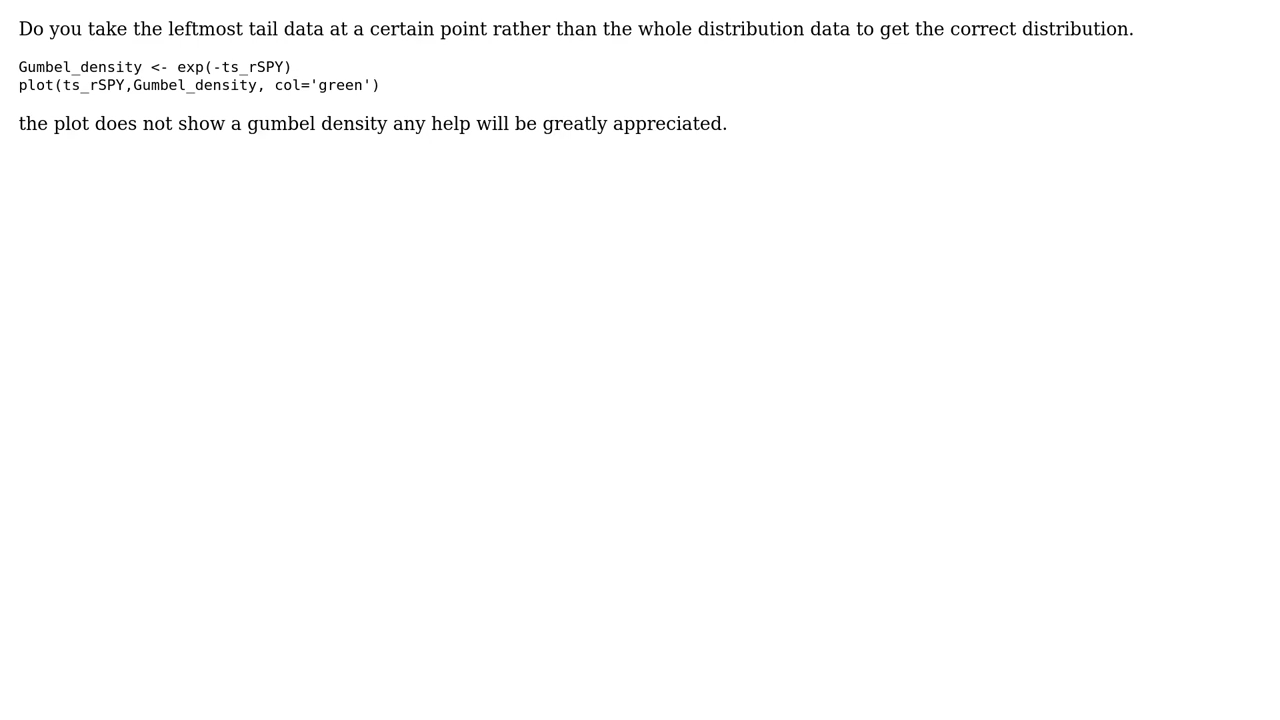 Do you take the leftmost tail data at a certain point rather than the whole distribution data to get the correct distribution.
Gumbel_density <- exp(-ts_rSPY)
plot(ts_rSPY,Gumbel_density, col='green')
the plot does not show a gumbel density any help will be greatly appreciated.